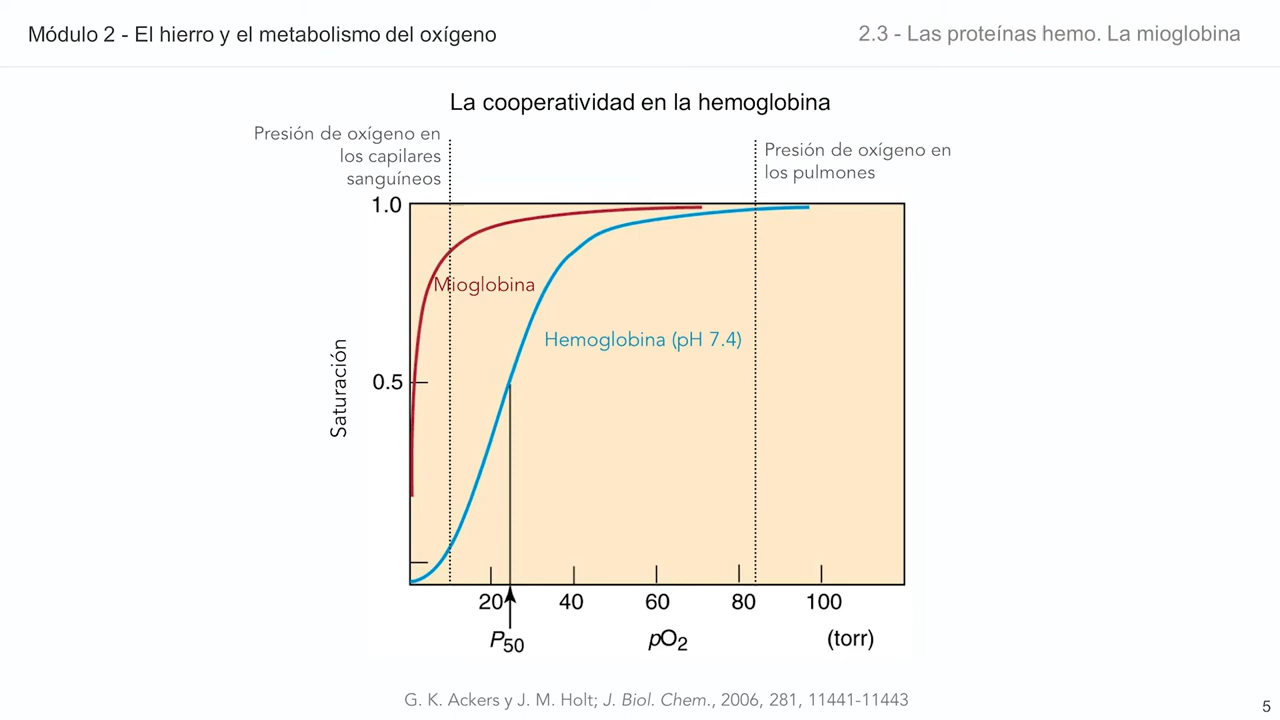 Módulo 2 - El hierro y el metabolismo del oxígeno
2.3 - Las proteínas hemo. La mioglobina
La cooperatividad en la hemoglobina
Presión de oxígeno en
los capilares
sanguíneos
Presión de oxígeno en
los pulmones
1.0
Mioglobina
Hemoglobina (pH 7.4)
0.5
Saturación
20
40
60
80
100
P50
pO2
(torr)
G. K. Ackers y J. M. Holt; J. Biol. Chem., 2006, 281, 11441-11443
5